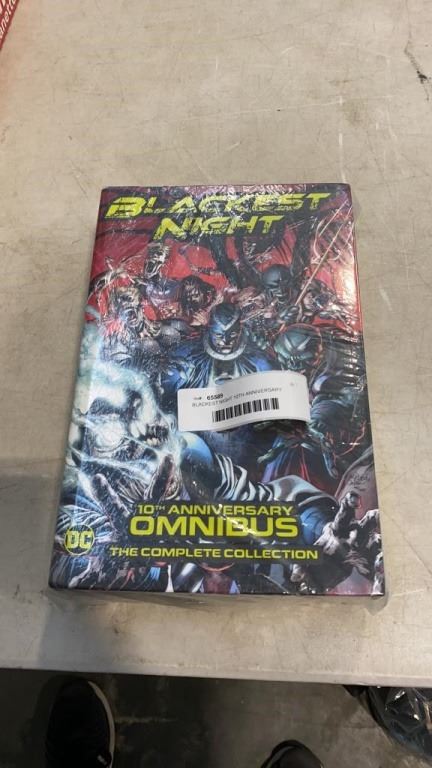 BLACKEST
NIGHT
65589
BLACKEST NIGHT 10TH ANNIVERSARY
10TH ANNIVERSARY
OMNIBUS
DC
THE COMPLETE COLLECTION